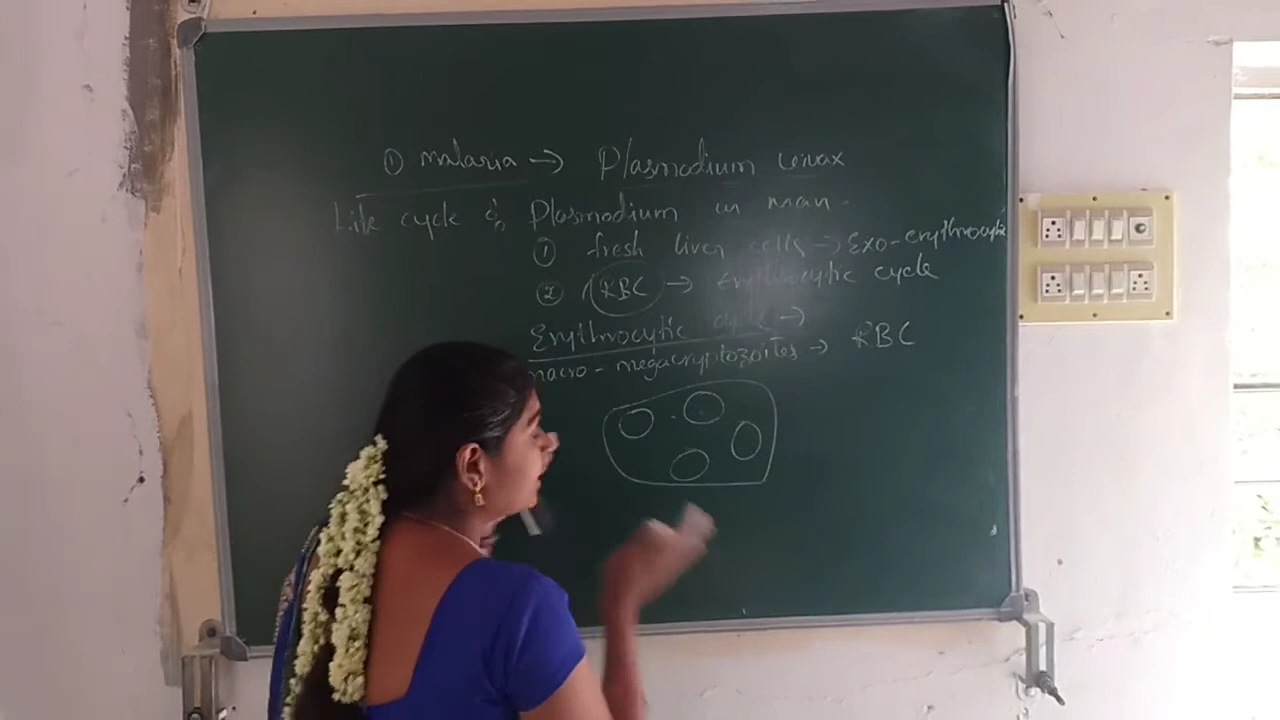 ① malaria → Plasmodium vivax
Life cycle of Plasmodium in man.
① fresh liver cells → Exo-erythrocytic
② RBC → Erythrocytic cycle
Erythrocytic cycle →
macro - megacryptozoites → RBC